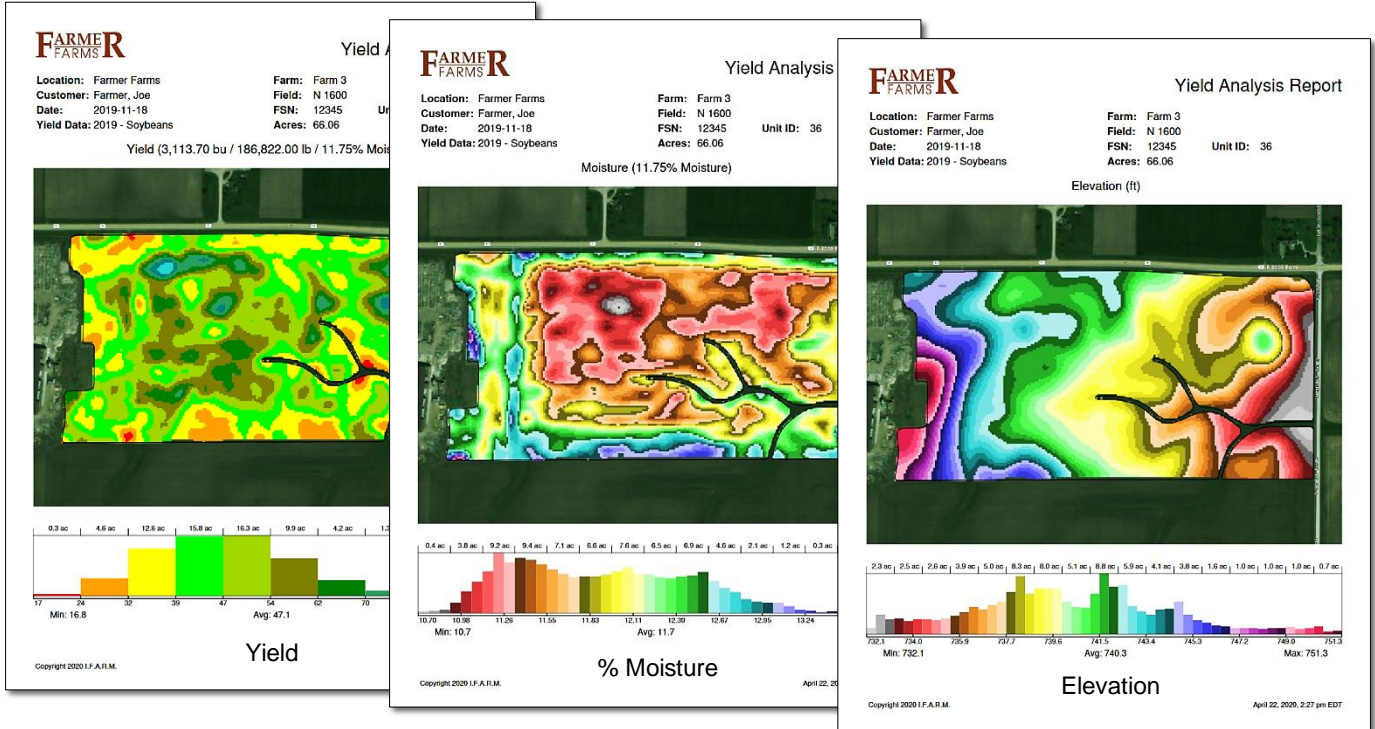 FARMER
FARMS
Yield A
Location: Farmer Farms
Farm: Farm 3
Customer: Farmer, Joe
Field: N 1600
Date: 2019-11-18
FSN: 12345
Yield Data: 2019 - Soybeans
Acres: 66.06
Yield (3,113.70 bu / 186,822.00 lb / 11.75% Mois
0.3 ac 4.6 ac 12.6 ac 15.8 ac 16.3 ac 9.9 ac 4.2 ac 1.3
17 24 32 39 47 54 62 70
Min: 16.8 Avg: 47.1
Yield
Copyright 2020 I.F.A.R.M.
FARMER
FARMS
Yield Analysis
Location: Farmer Farms
Farm: Farm 3
Customer: Farmer, Joe
Field: N 1600
Date: 2019-11-18
FSN: 12345 Unit ID: 36
Yield Data: 2019 - Soybeans
Acres: 66.06
Moisture (11.75% Moisture)
0.4 ac 3.8 ac 9.2 ac 9.4 ac 7.1 ac 6.6 ac 7.6 ac 6.5 ac 6.9 ac 4.6 ac 2.1 ac 1.2 ac 0.3 ac
10.70 10.98 11.26 11.55 11.83 12.11 12.39 12.67 12.95 13.24
Min: 10.7 Avg: 11.7
% Moisture
Copyright 2020 I.F.A.R.M. April 22, 20
FARMER
FARMS
Yield Analysis Report
Location: Farmer Farms
Farm: Farm 3
Customer: Farmer, Joe
Field: N 1600
Date: 2019-11-18
FSN: 12345 Unit ID: 36
Yield Data: 2019 - Soybeans
Acres: 66.06
Elevation (ft)
2.3 ac 2.5 ac 2.6 ac 3.9 ac 5.0 ac 8.3 ac 8.0 ac 5.1 ac 8.8 ac 5.9 ac 4.1 ac 3.8 ac 1.6 ac 1.0 ac 1.0 ac 1.0 ac 0.7 ac
732.1 734.0 735.9 737.7 739.6 741.5 743.4 745.3 747.2 749.0 751.3
Min: 732.1 Avg: 740.3 Max: 751.3
Elevation
Copyright 2020 I.F.A.R.M. April 22, 2020, 2:27 pm EDT